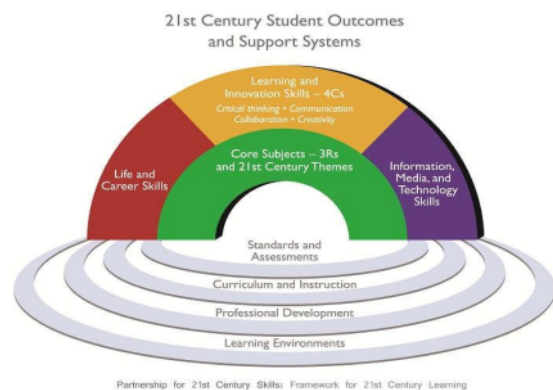 21st Century Student Outcomes
and Support Systems
Learning and
Innovation Skills – 4Cs
Critical thinking • Communication
Collaboration • Creativity
Core Subjects – 3Rs
and 21st Century Themes
Life and
Career Skills
Information,
Media, and
Technology
Skills
Standards and
Assessments
Curriculum and Instruction
Professional Development
Learning Environments
Partnership for 21st Century Skills: Framework for 21st Century Learning